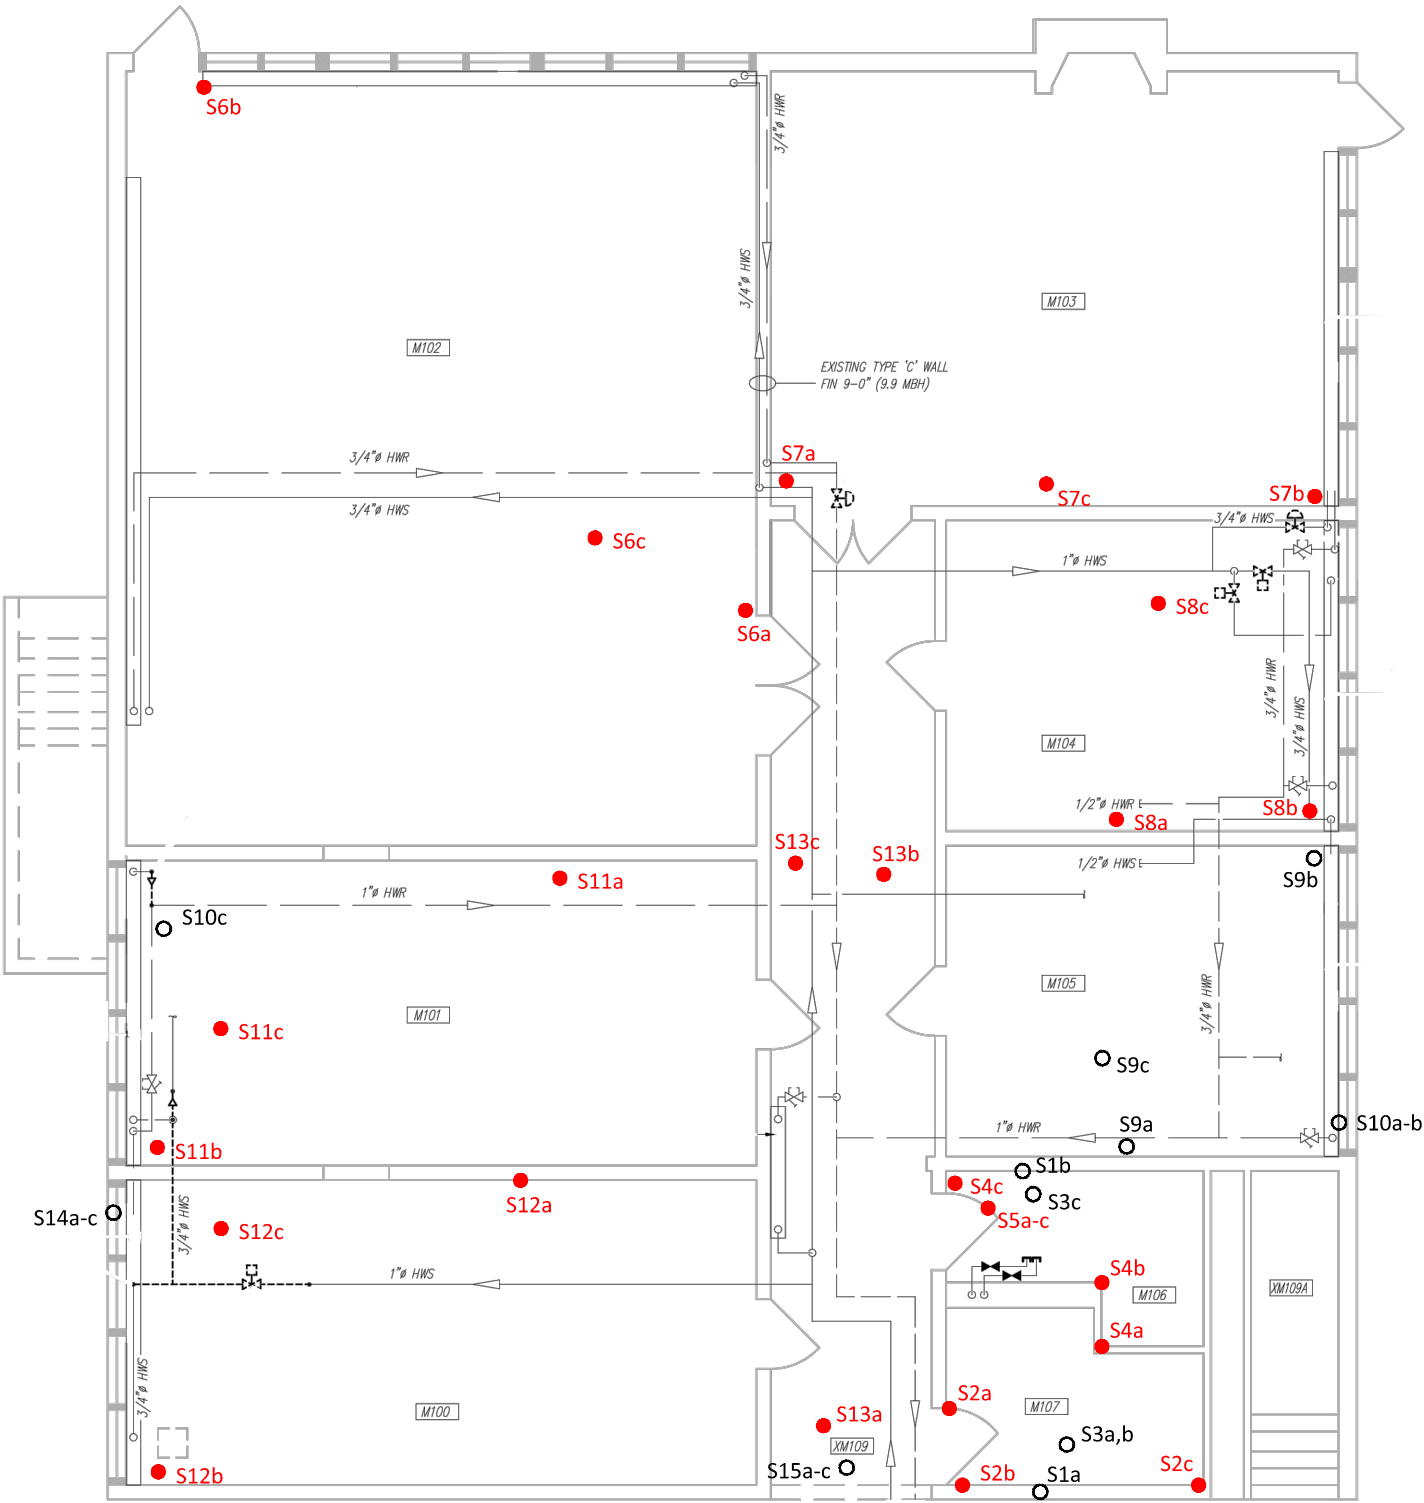 S6b
3/4"ø HWR
3/4"ø HWS
M103
M102
EXISTING TYPE 'C' WALL
FIN 9-0" (9.9 MBH)
3/4"ø HWR
S7a
S7c
S7b
3/4"ø HWS
3/4"ø HWS
S6c
1"ø HWS
S8c
S6a
3/4"ø HWR
3/4"ø HWS
M104
1/2"ø HWR
S8b
S8a
S13c
S13b
1/2"ø HWS
S9b
S11a
1"ø HWR
S10c
M105
3/4"ø HWR
M101
S11c
S9c
S10a-b
1"ø HWR
S9a
S11b
S1b
S4c
S3c
S12a
S5a-c
S14a-c
3/4"ø HWS
S12c
1"ø HWS
S4b
M106
XM109A
S4a
3/4"ø HWS
S2a
M107
M100
S13a
S3a,b
XM109
S15a-c
S12b
S2b
S1a
S2c